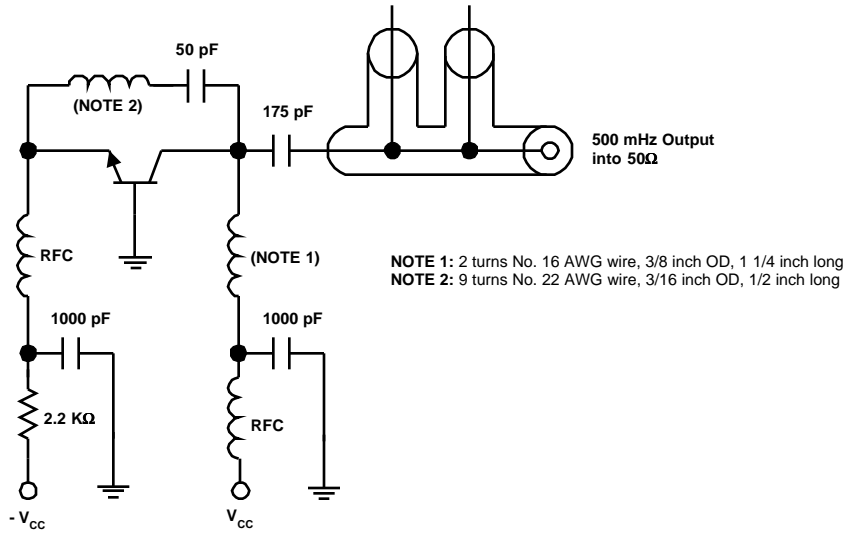 50 pF
(NOTE 2)
175 pF
500 mHz Output
into 50Ω
RFC
(NOTE 1)
NOTE 1: 2 turns No. 16 AWG wire, 3/8 inch OD, 1 1/4 inch long
NOTE 2: 9 turns No. 22 AWG wire, 3/16 inch OD, 1/2 inch long
1000 pF
1000 pF
2.2 KΩ
RFC
- VCC
VCC